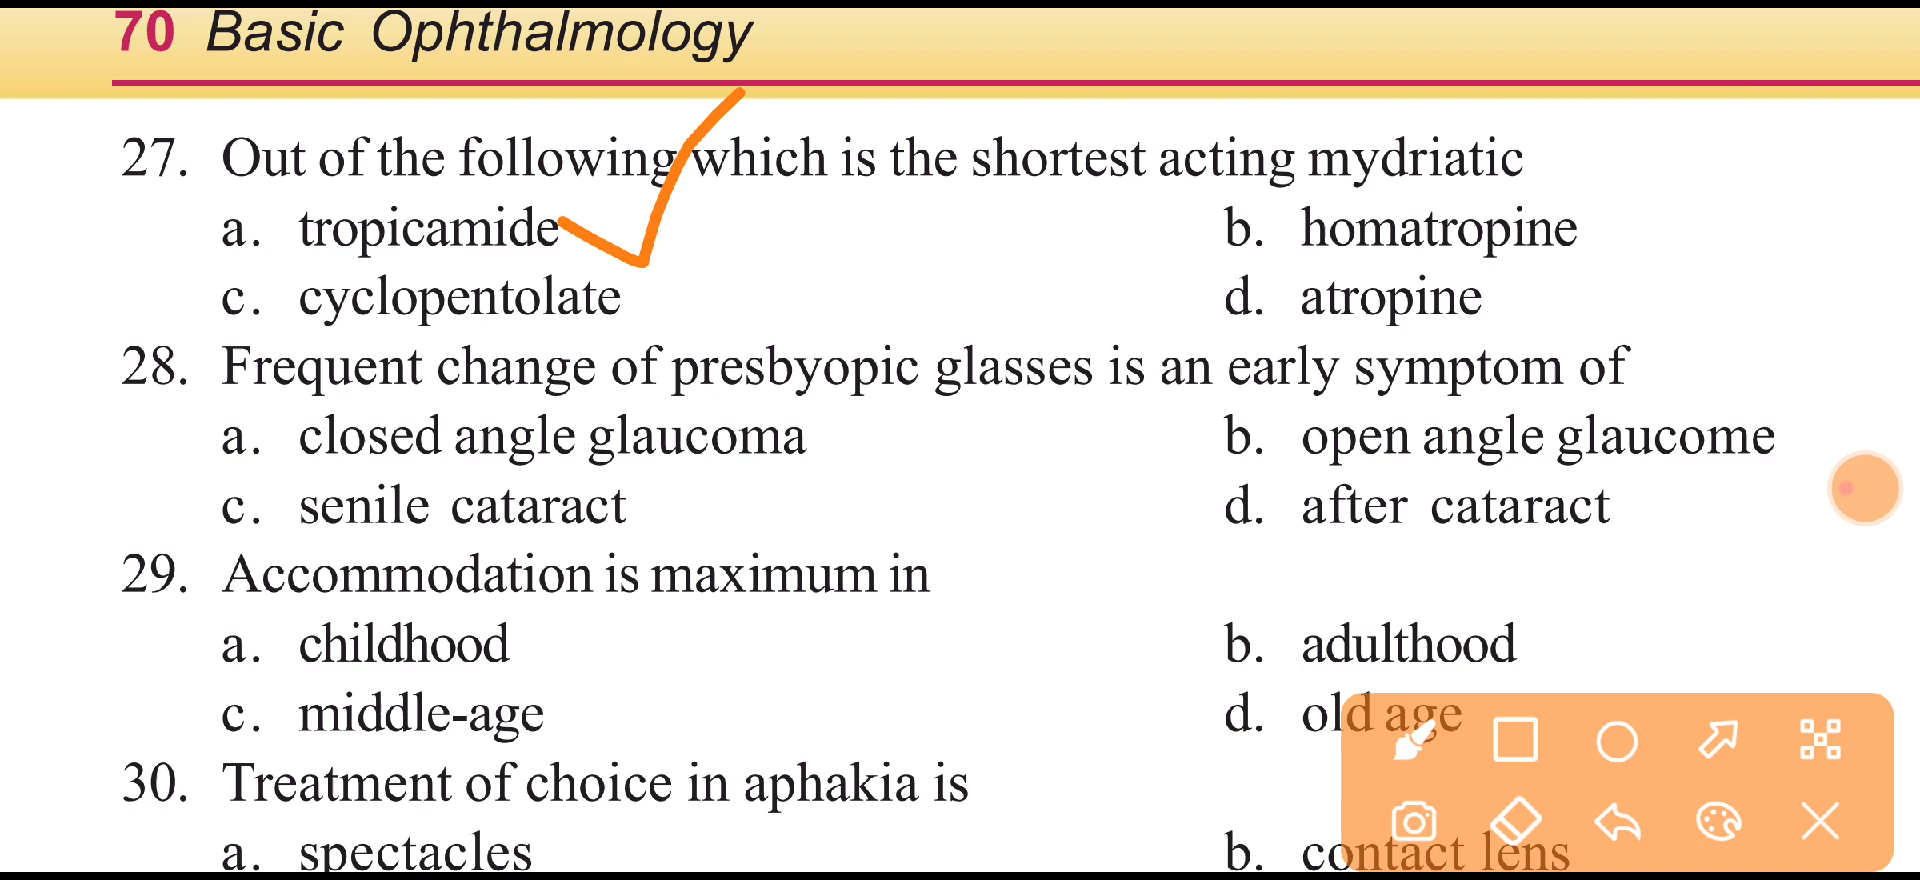 70 Basic Ophthalmology
27. Out of the following which is the shortest acting mydriatic
a. tropicamide b. homatropine
c. cyclopentolate d. atropine
28. Frequent change of presbyopic glasses is an early symptom of
a. closed angle glaucoma b. open angle glaucome
c. senile cataract d. after cataract
29. Accommodation is maximum in
a. childhood b. adulthood
c. middle-age d. old age
30. Treatment of choice in aphakia is
a. spectacles b. contact lens